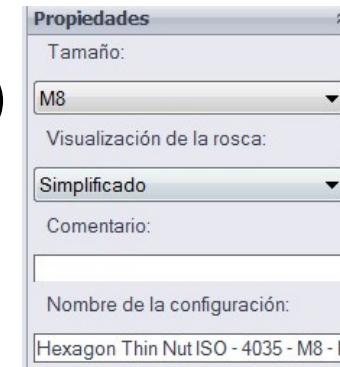 Propiedades
Tamaño:
M8
Visualización de la rosca:
Simplificado
Comentario:
Nombre de la configuración:
Hexagon Thin Nut ISO - 4035 - M8 -